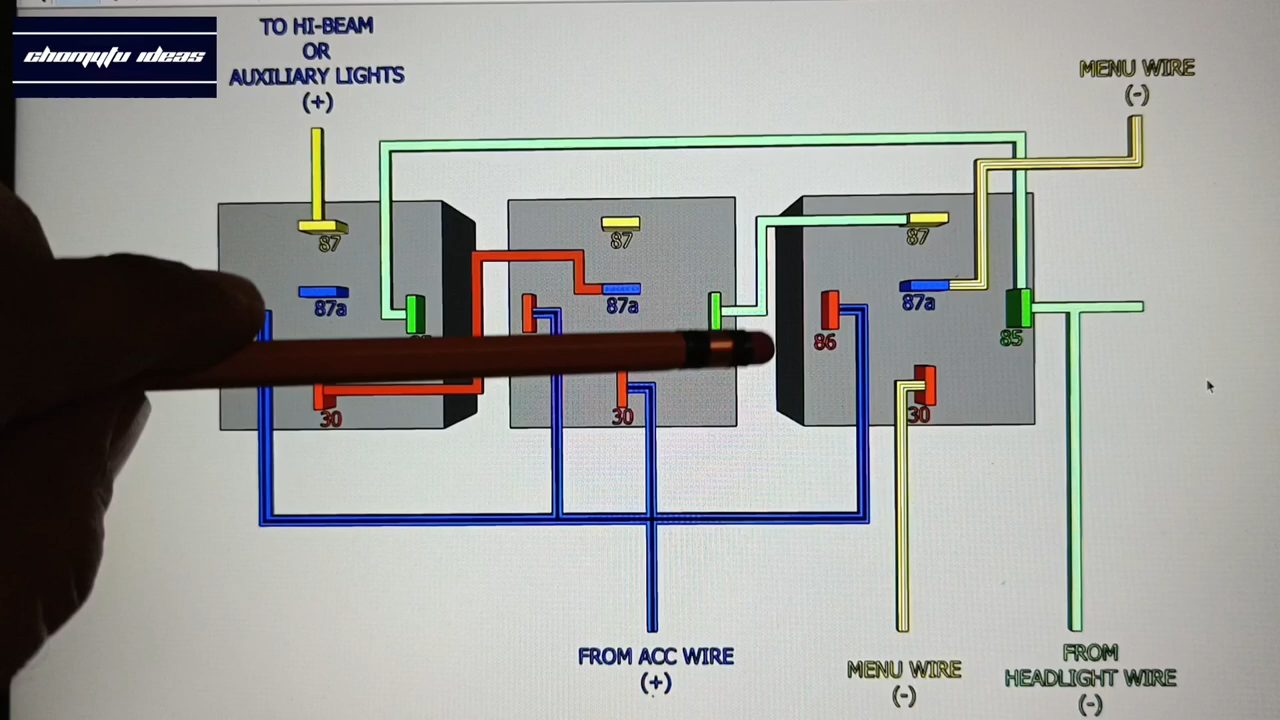 chomytu ideas
TO HI-BEAM
OR
AUXILIARY LIGHTS
(+)
MENU WIRE
(-)
87
87
87
87a
87a
87a
86
85
30
30
30
FROM ACC WIRE
(+)
MENU WIRE
(-)
FROM
HEADLIGHT WIRE
(-)